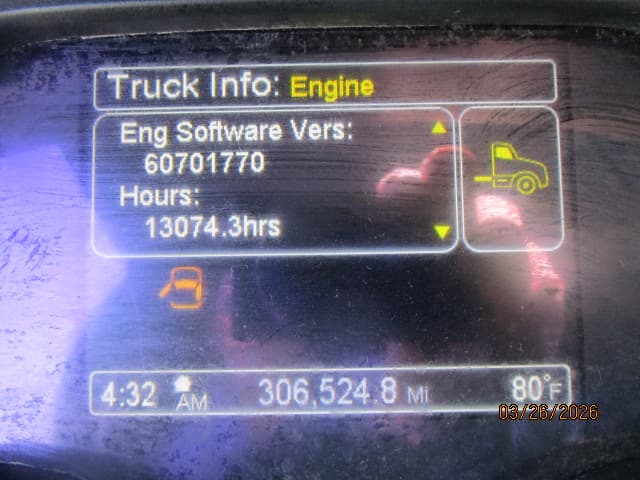 Truck Info: Engine
Eng Software Vers:
60701770
Hours:
13074.3hrs
4:32 AM 306,524.8 MI 80°F
03/26/2026